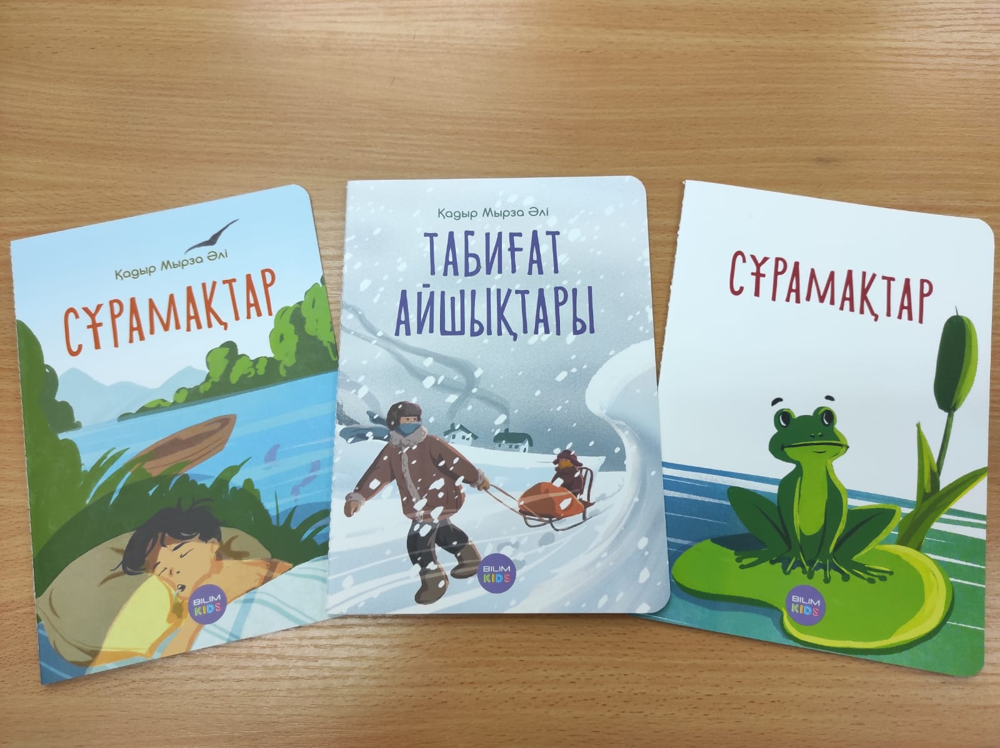 Қадыр Мырза Әлі
СҰРАМАҚТАР
BILIM
KIDS
Қадыр Мырза Әлі
ТАБИҒАТ
АЙШЫҚТАРЫ
BILIM
KIDS
СҰРАМАҚТАР
BILIM
KIDS